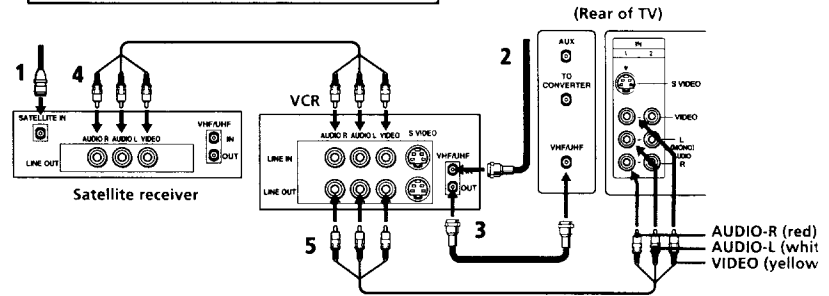 (Rear of TV)
AUX
TO
CONVERTER
VHF/UHF
IN
1 2
S VIDEO
VIDEO
L
(MONO)
AUDIO
R
1
4
2
SATELLITE IN
AUDIO R AUDIO L VIDEO
VHF/UHF
IN
OUT
LINE OUT
Satellite receiver
VCR
AUDIO R AUDIO L VIDEO S VIDEO
LINE IN
LINE OUT
VHF/UHF
OUT
3
5
AUDIO-R (red)
AUDIO-L (whit
VIDEO (yellow